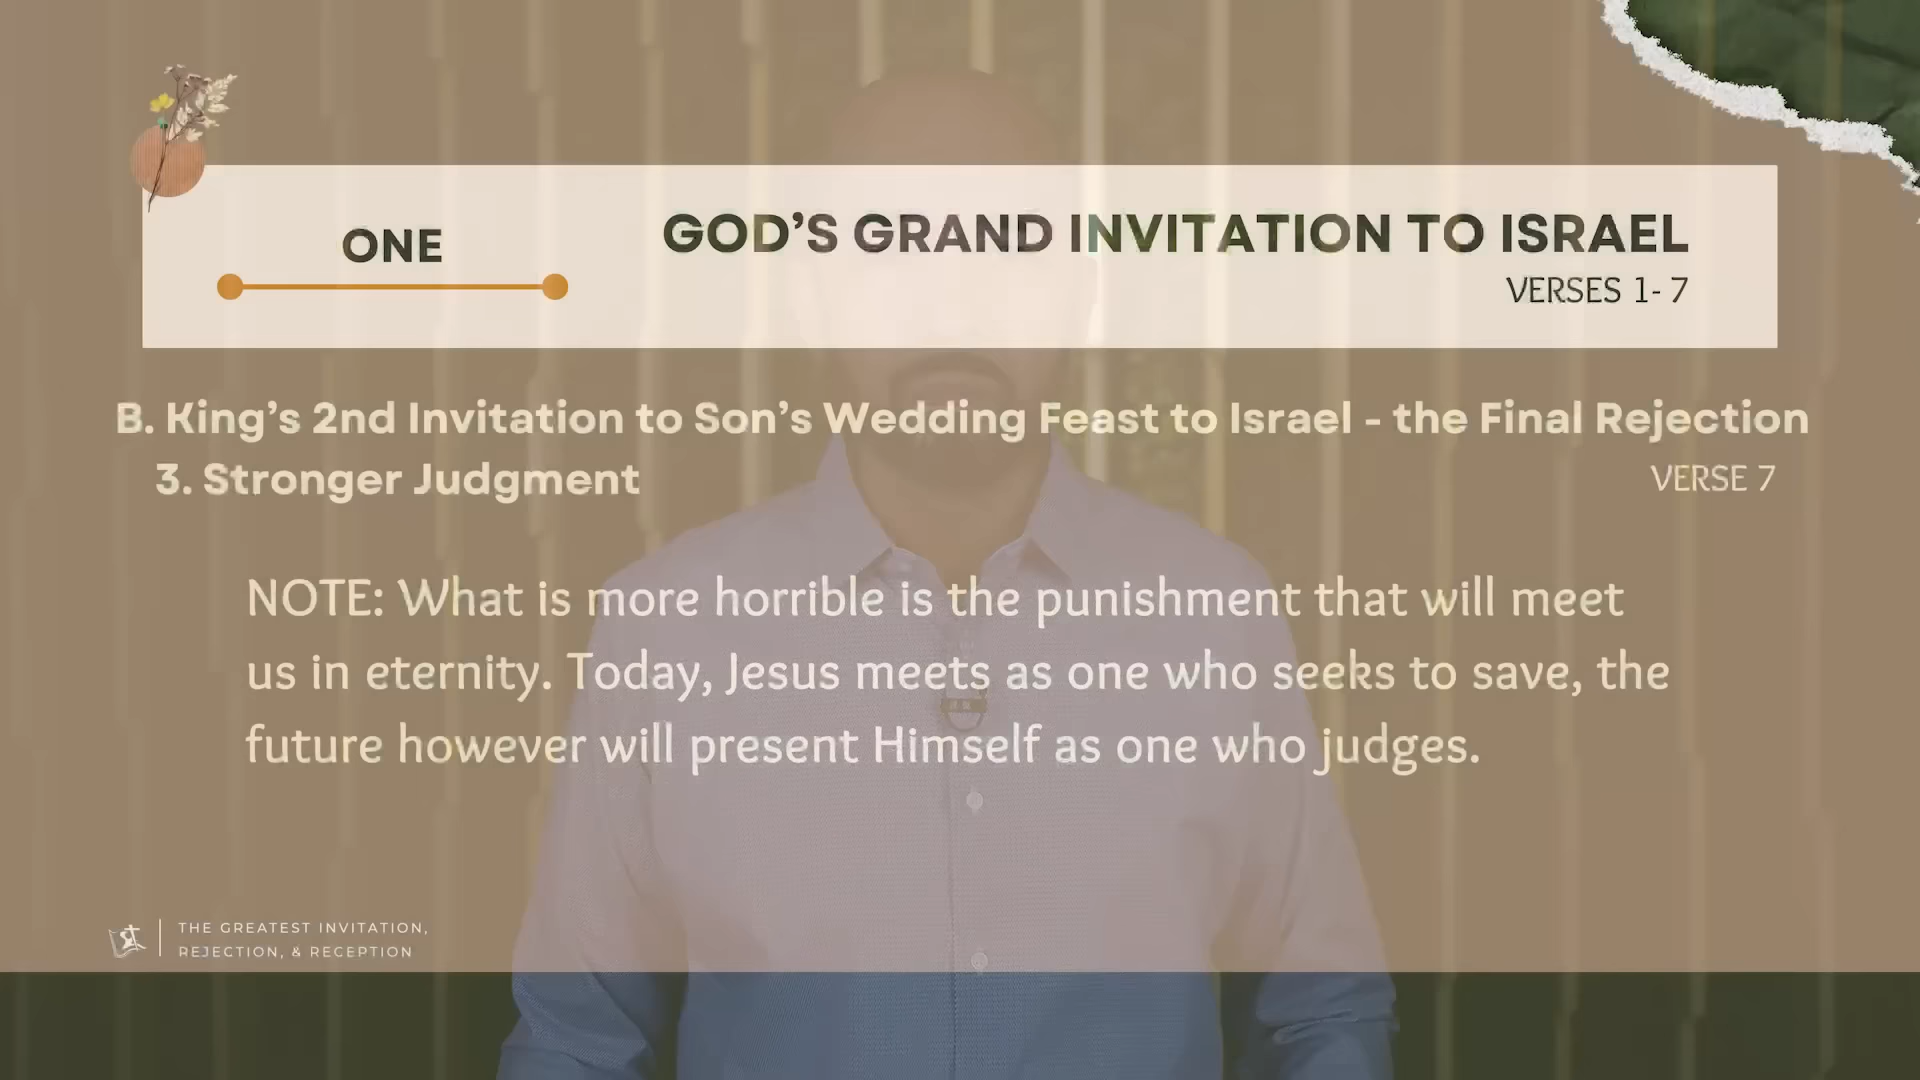 ONE
GOD’S GRAND INVITATION TO ISRAEL
VERSES 1- 7
B. King’s 2nd Invitation to Son’s Wedding Feast to Israel - the Final Rejection
3. Stronger Judgment
VERSE 7
NOTE: What is more horrible is the punishment that will meet
us in eternity. Today, Jesus meets as one who seeks to save, the
future however will present Himself as one who judges.
THE GREATEST INVITATION,
REJECTION, & RECEPTION